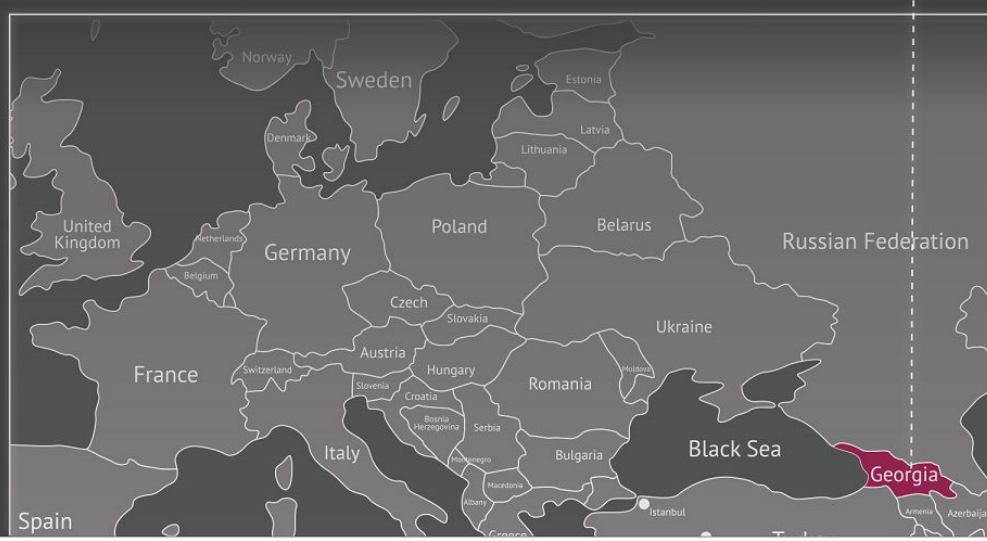 Norway
Sweden
Estonia
Latvia
Denmark
Lithuania
United
Kingdom
Netherlands
Poland
Belarus
Russian Federation
Germany
Belgium
Czech
Slovakia
Ukraine
Austria
France
Switzerland
Hungary
Moldova
Slovenia
Romania
Croatia
Bosnia
Herzegovina
Serbia
Italy
Black Sea
Bulgaria
Montenegro
Georgia
Macedonia
Albany
Istanbul
Armenia
Azerbaija
Spain
Greece